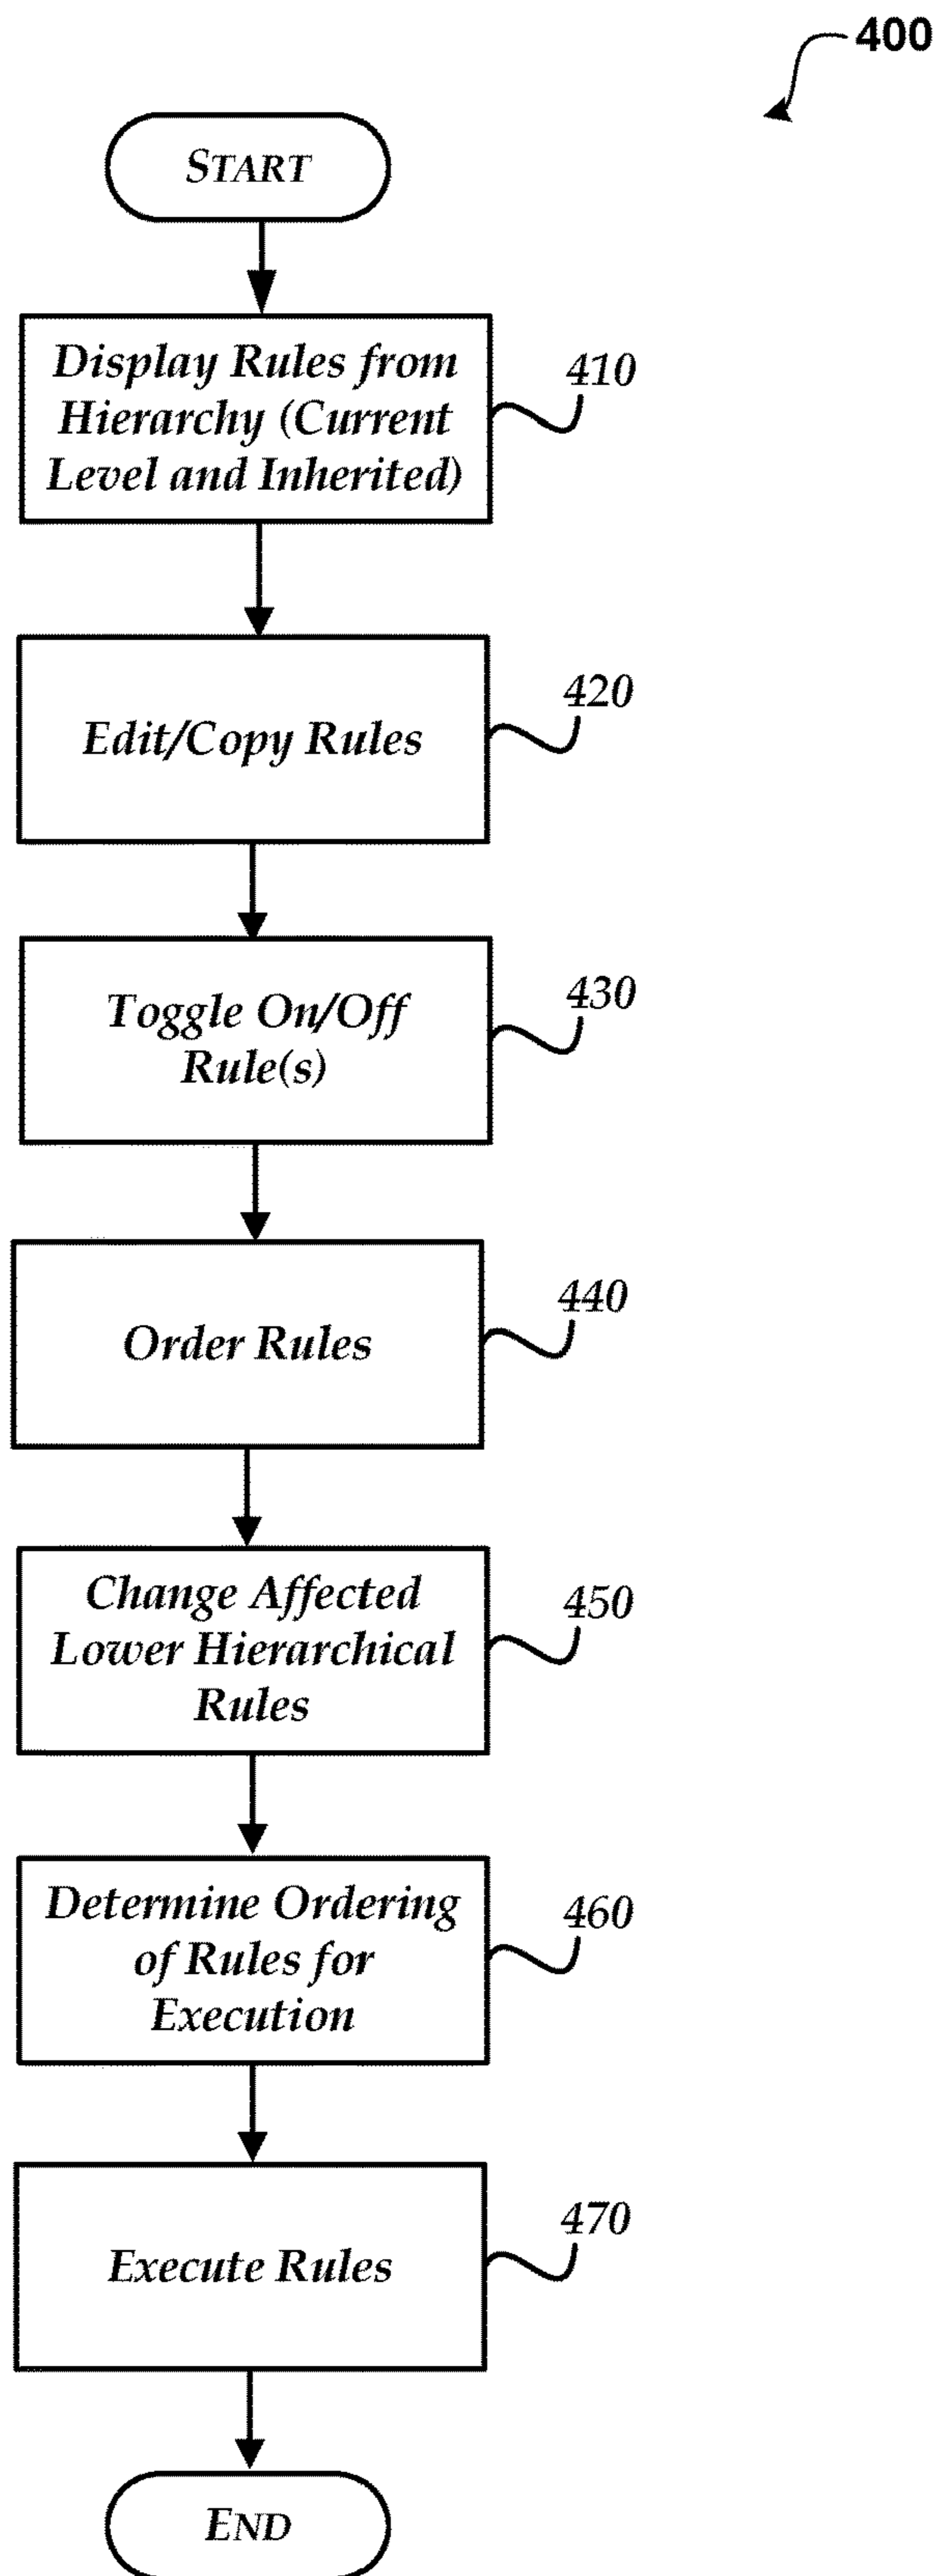 400
START
Display Rules from
Hierarchy (Current
Level and Inherited)
410
Edit/Copy Rules
420
Toggle On/Off
Rule(s)
430
Order Rules
440
Change Affected
Lower Hierarchical
Rules
450
Determine Ordering
of Rules for
Execution
460
Execute Rules
470
END